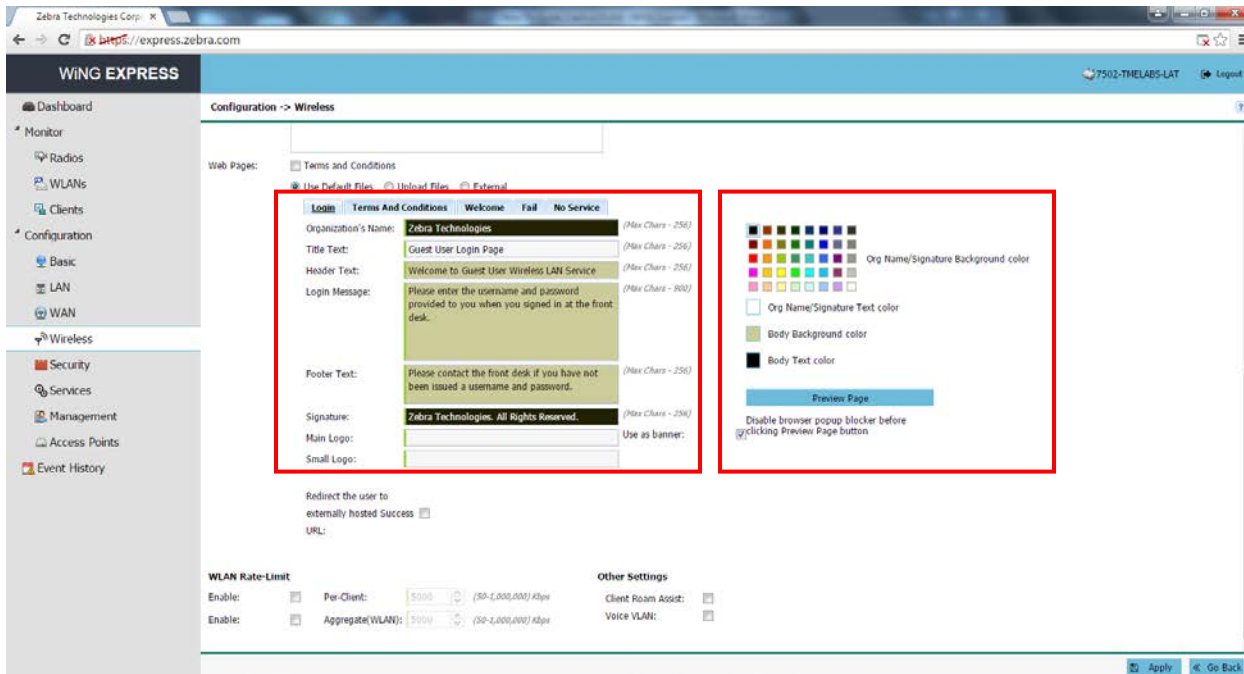 Zebra Technologies Corp
https://express.zebra.com
WiNG EXPRESS
7502-TMELABS-LAT
Logout
Dashboard
Configuration -> Wireless
Monitor
Radios
WLANs
Clients
Configuration
Basic
LAN
WAN
Wireless
Security
Services
Management
Access Points
Event History
Web Pages:
Terms and Conditions
Use Default Files Upload Files External
Login Terms And Conditions Welcome Fail No Service
Organization's Name: Zebra Technologies (Max Chars - 256)
Title Text: Guest User Login Page (Max Chars - 256)
Header Text: Welcome to Guest User Wireless LAN Service (Max Chars - 256)
Login Message: Please enter the username and password (Max Chars - 900)
provided to you when you signed in at the front
desk.
Footer Text: Please contact the front desk if you have not (Max Chars - 256)
been issued a username and password.
Signature: Zebra Technologies. All Rights Reserved. (Max Chars - 256)
Main Logo: Use as banner:
Small Logo:
Org Name/Signature Background color
Org Name/Signature Text color
Body Background color
Body Text color
Preview Page
Disable browser popup blocker before
clicking Preview Page button
Redirect the user to
externally hosted Success
URL:
WLAN Rate-Limit
Enable: Per-Client: 5000 (50-1,000,000) Kbps
Enable: Aggregate(WLAN): 5000 (50-1,000,000) Kbps
Other Settings
Client Roam Assist:
Voice VLAN:
Apply
Go Back